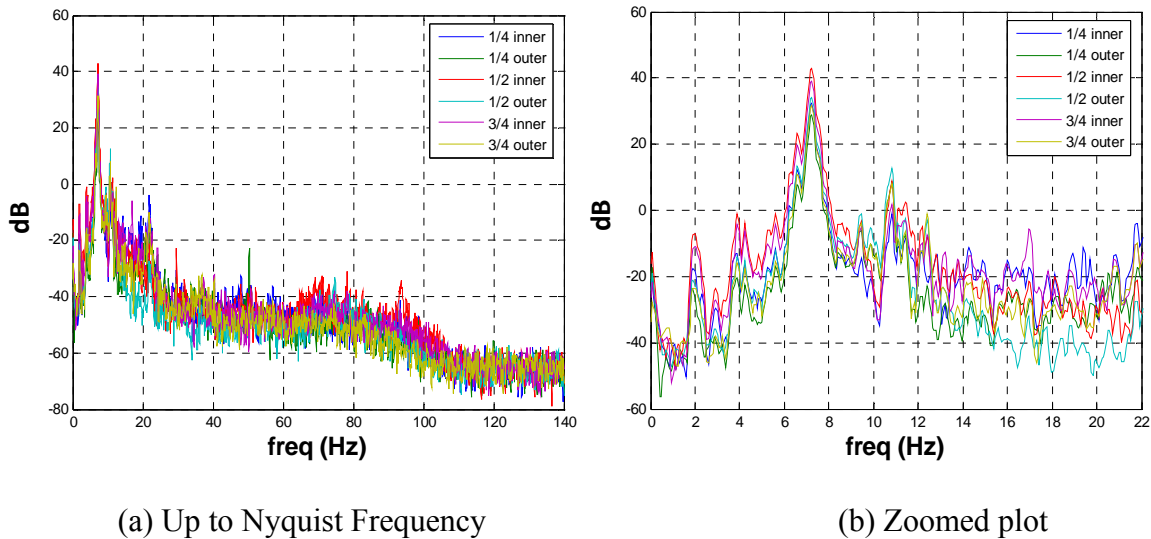 60
40
20
0
-20
-40
-60
-80
dB
0 20 40 60 80 100 120 140
freq (Hz)
1/4 inner
1/4 outer
1/2 inner
1/2 outer
3/4 inner
3/4 outer
(a) Up to Nyquist Frequency
60
40
20
0
-20
-40
-60
dB
0 2 4 6 8 10 12 14 16 18 20 22
freq (Hz)
1/4 inner
1/4 outer
1/2 inner
1/2 outer
3/4 inner
3/4 outer
(b) Zoomed plot